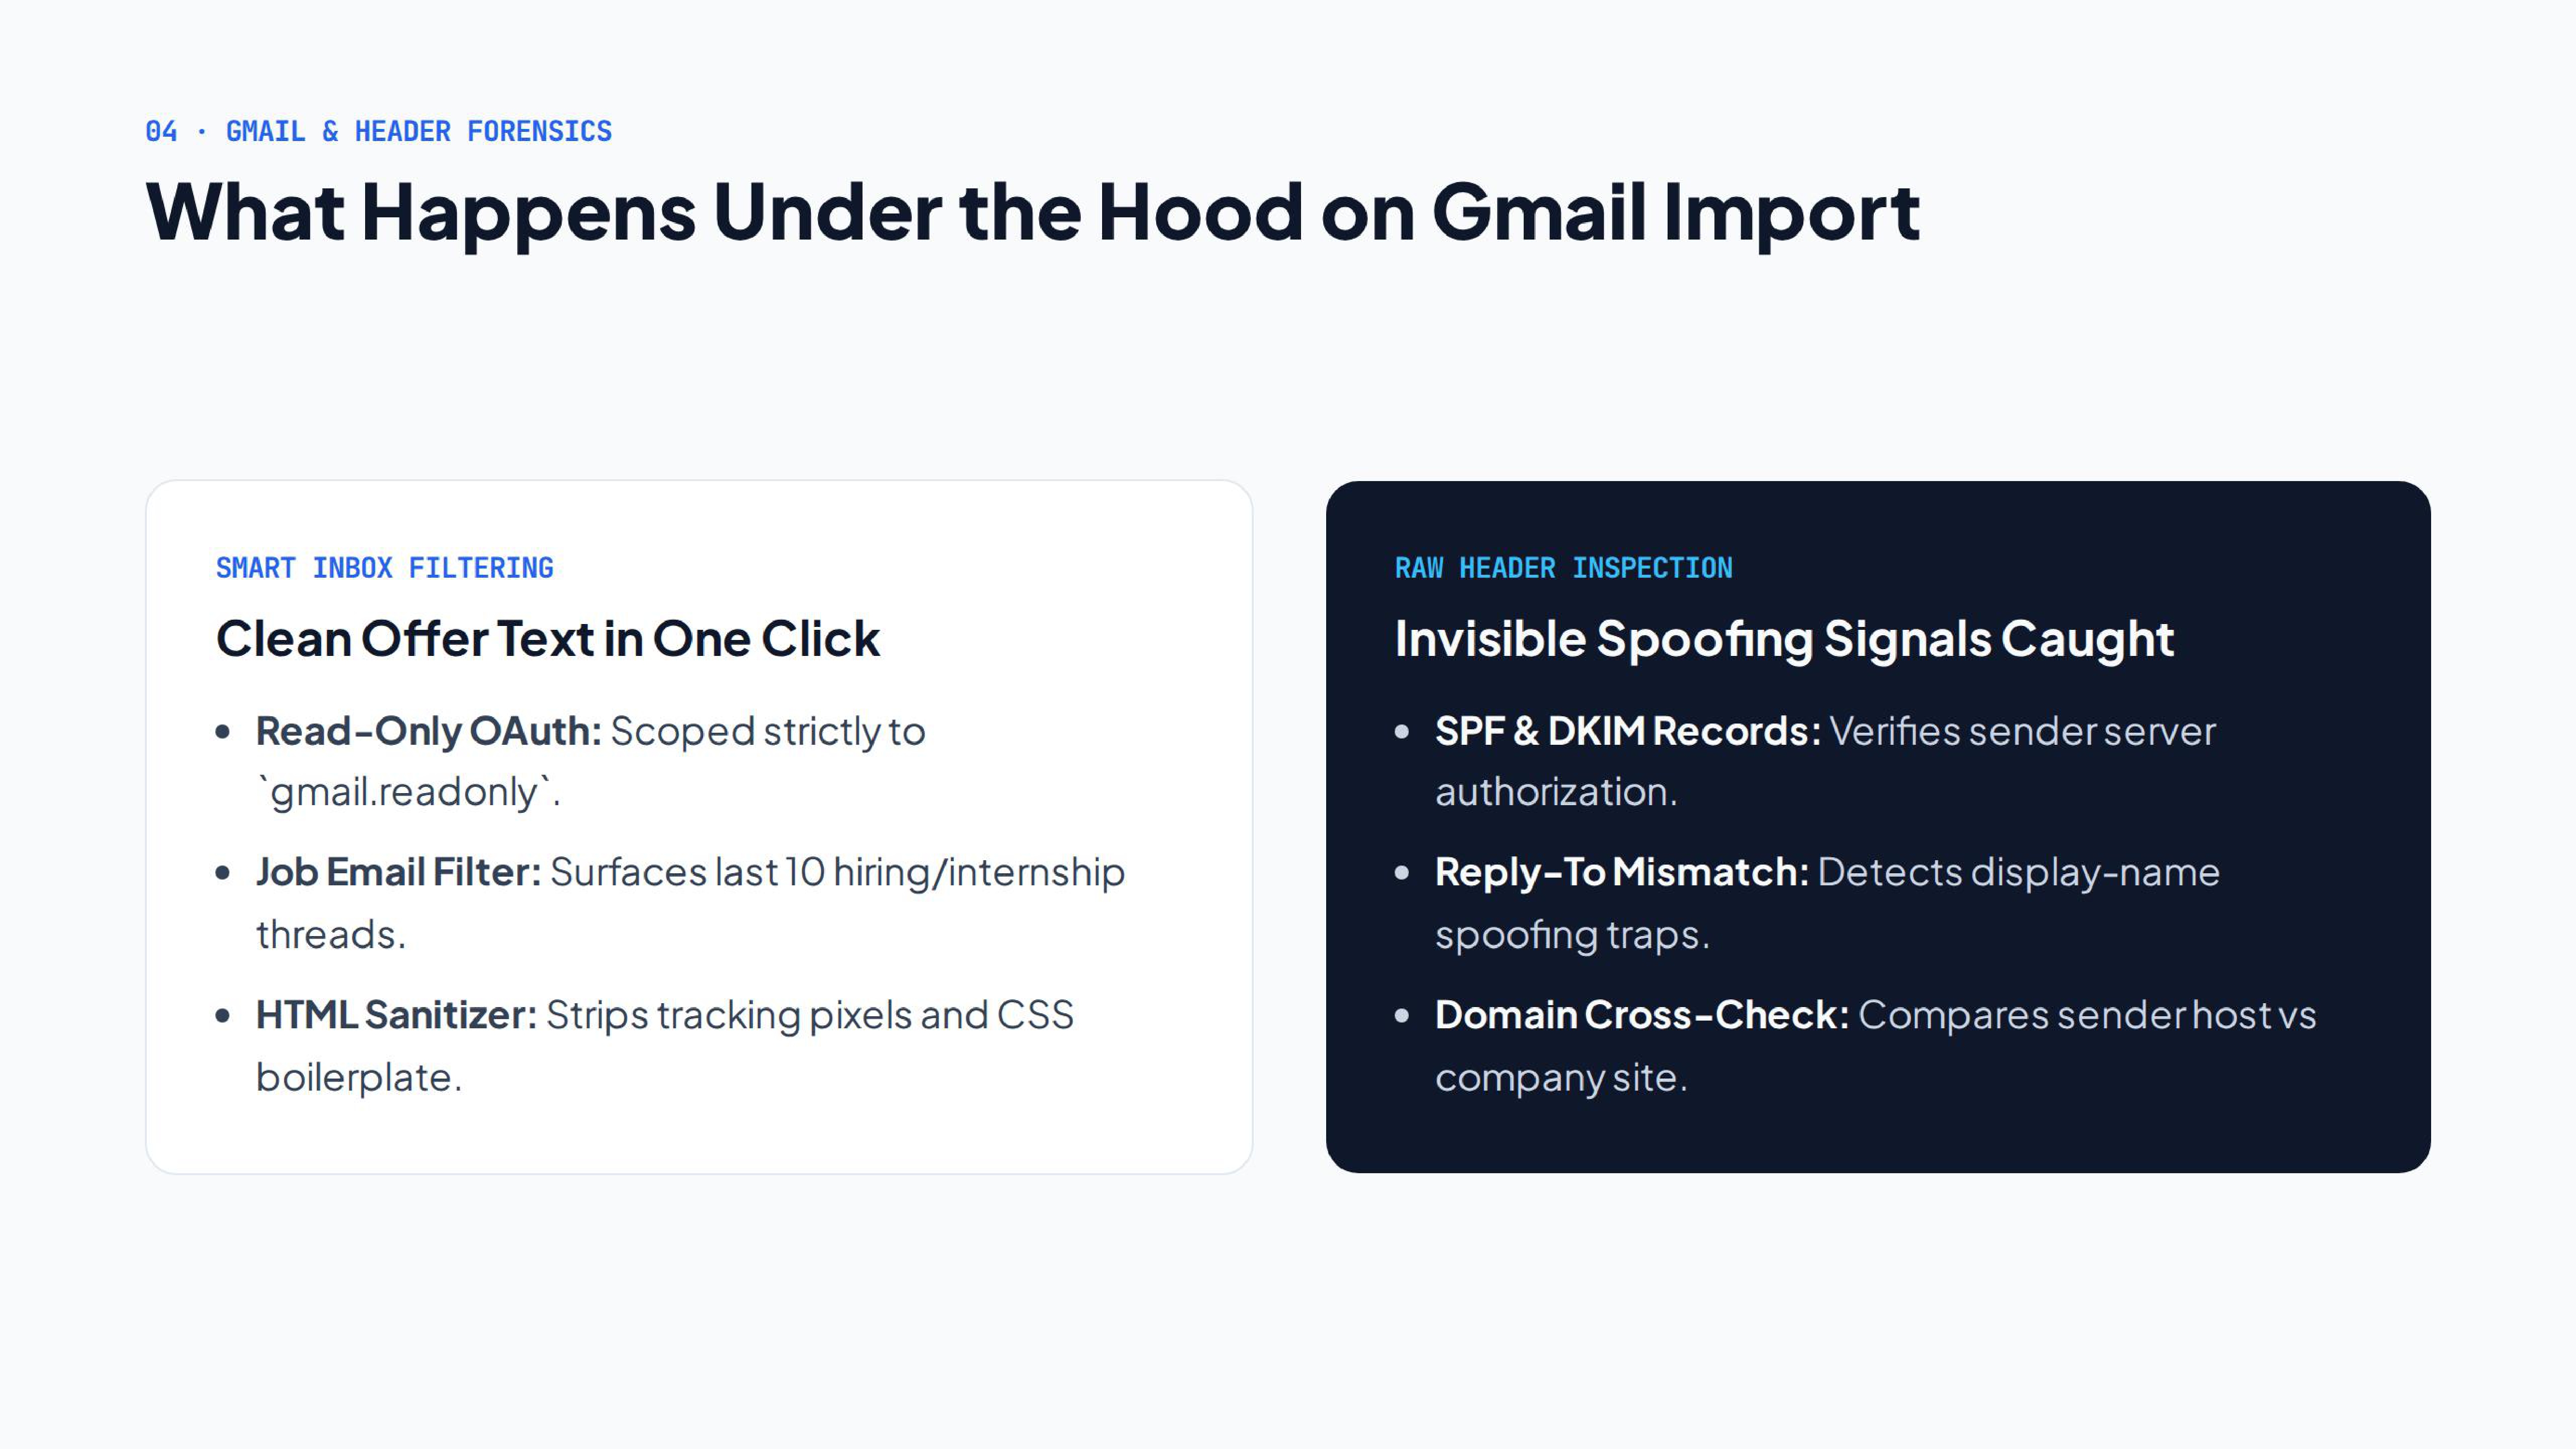 04 · GMAIL & HEADER FORENSICS
What Happens Under the Hood on Gmail Import
SMART INBOX FILTERING
Clean Offer Text in One Click
• Read-Only OAuth: Scoped strictly to
`gmail.readonly`.
• Job Email Filter: Surfaces last 10 hiring/internship
threads.
• HTML Sanitizer: Strips tracking pixels and CSS
boilerplate.
RAW HEADER INSPECTION
Invisible Spoofing Signals Caught
• SPF & DKIM Records: Verifies sender server
authorization.
• Reply-To Mismatch: Detects display-name
spoofing traps.
• Domain Cross-Check: Compares sender host vs
company site.